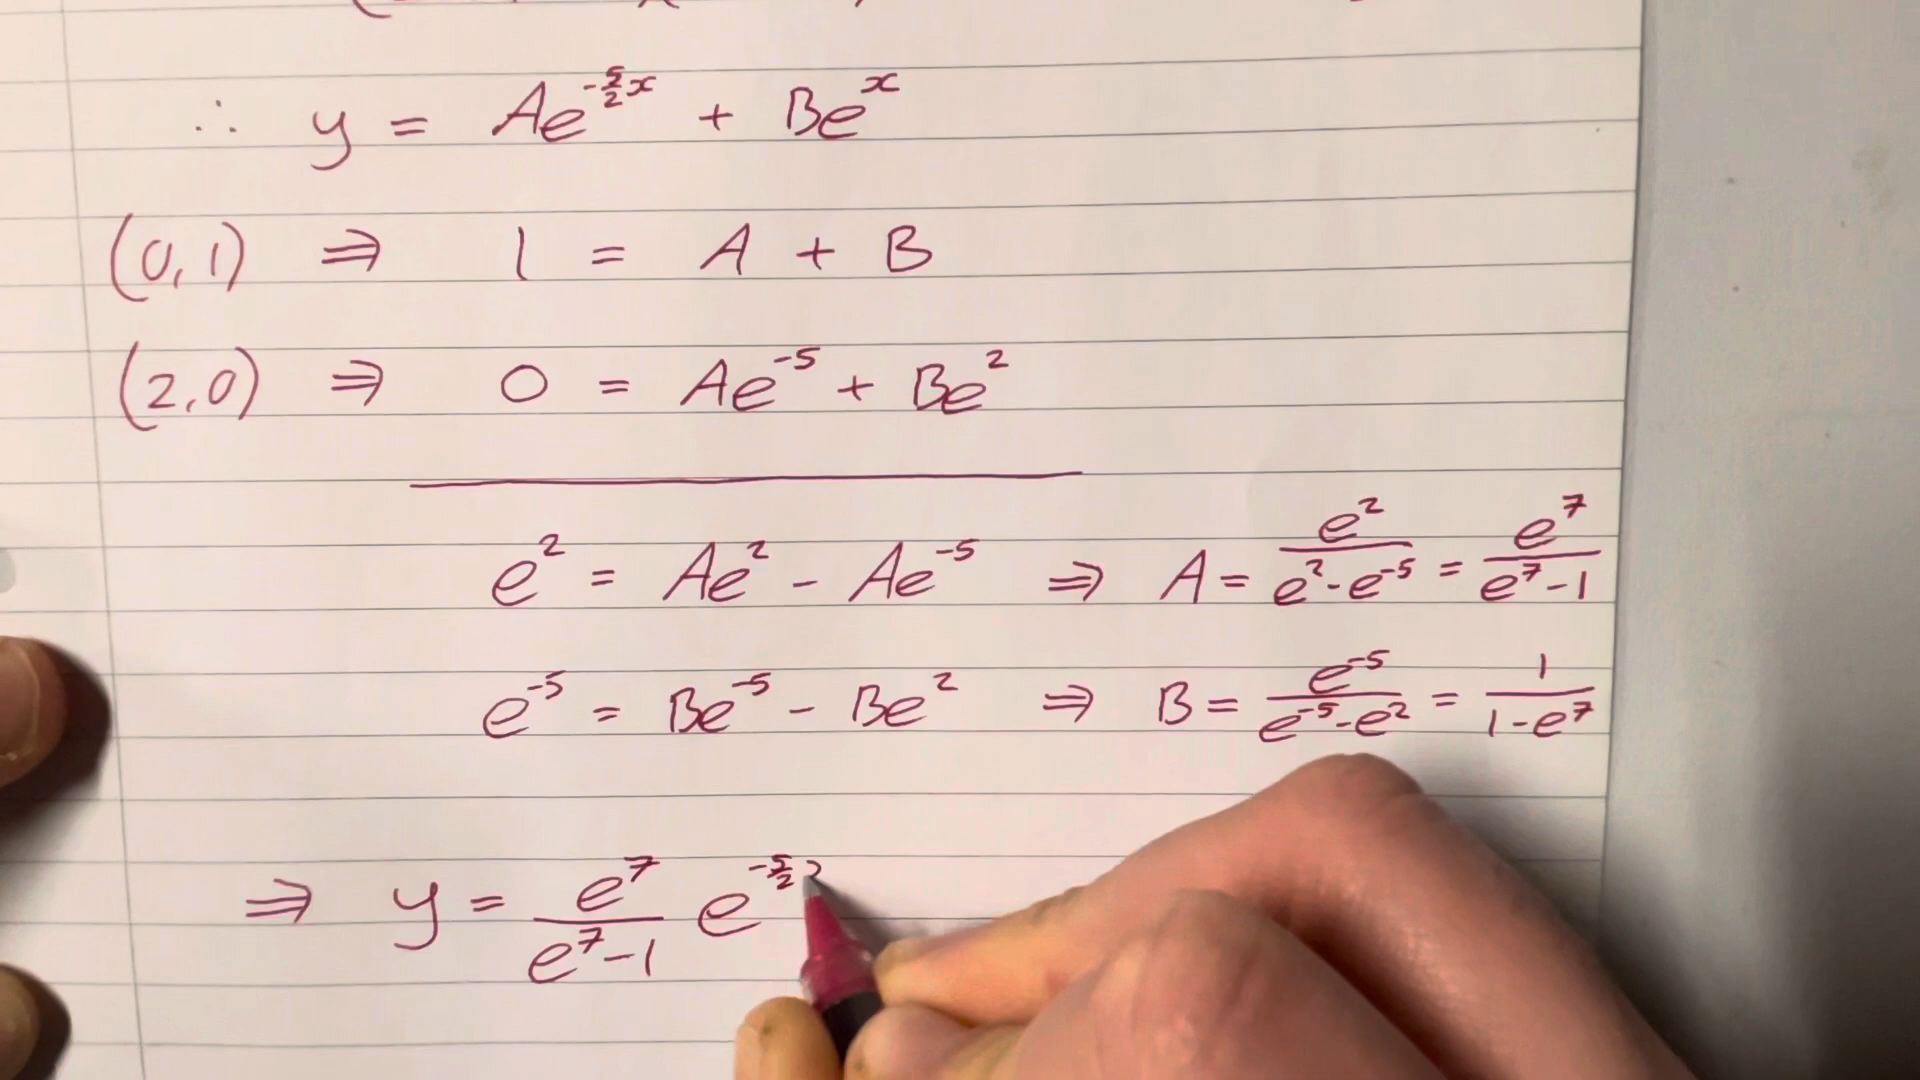 ∴ y = Ae^{-5/2 x} + Be^{x}
(0,1) ⇒ 1 = A + B
(2,0) ⇒ 0 = Ae^{-5} + Be^{2}
e^{2} = Ae^{2} - Ae^{-5} ⇒ A = e^{2}/(e^{2} - e^{-5}) = e^{7}/(e^{7} - 1)
e^{-5} = Be^{-5} - Be^{2} ⇒ B = e^{-5}/(e^{-5} - e^{2}) = 1/(1 - e^{7})
⇒ y = e^{7}/(e^{7} - 1) e^{-5/2}